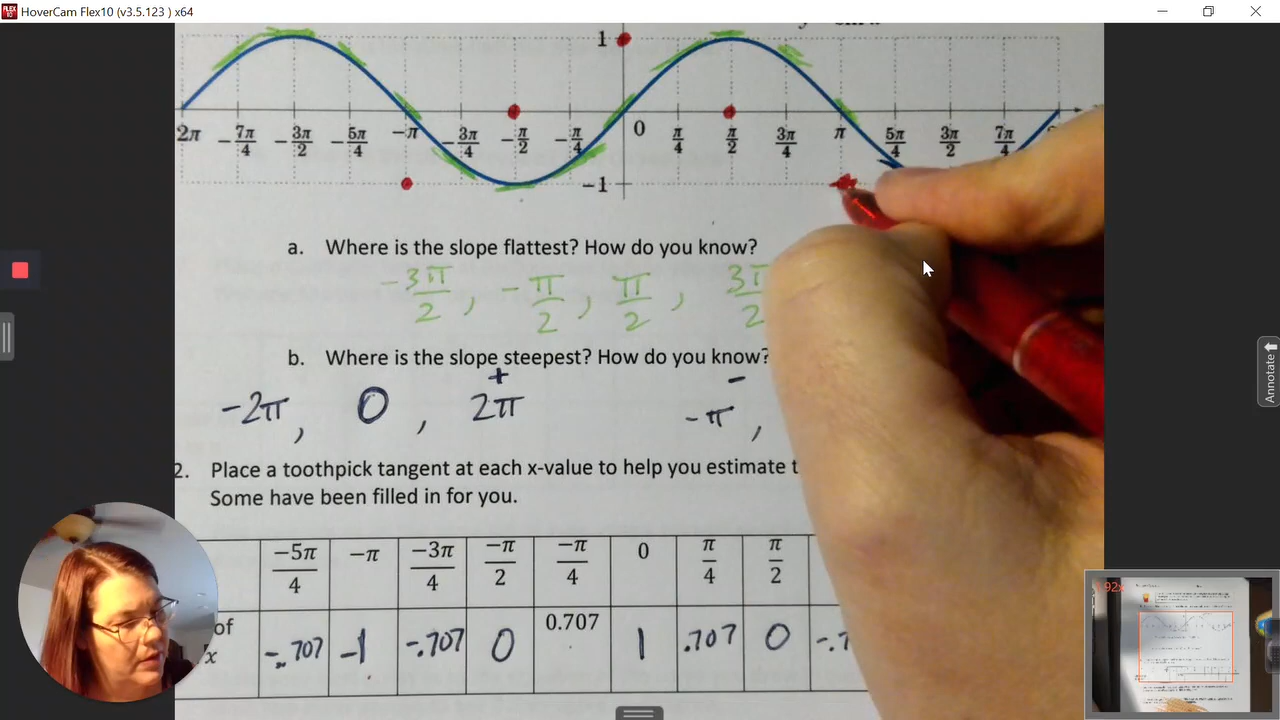 HoverCam Flex10 (v3.5.123 ) x64
1
2π −7π/4 −3π/2 −5π/4 −π −3π/4 −π/2 −π/4 0 π/4 π/2 3π/4 π 5π/4 3π/2 7π/4
−1
a. Where is the slope flattest? How do you know?
-3π/2 , -π/2 , π/2 , 3π/2
b. Where is the slope steepest? How do you know?
+ -
-2π , 0 , 2π -π ,
2. Place a toothpick tangent at each x-value to help you estimate
Some have been filled in for you.
−5π/4 −π −3π/4 −π/2 −π/4 0 π/4 π/2
of x -.707 -1 -.707 0 0.707 1 .707 0
Annotate